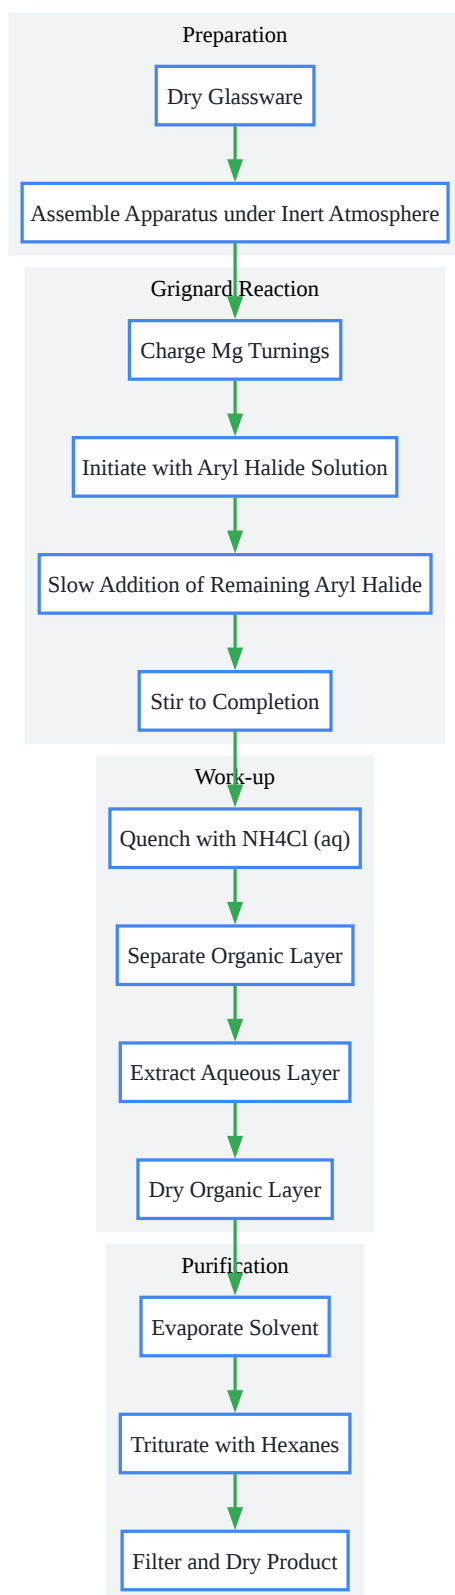 Preparation
Dry Glassware
Assemble Apparatus under Inert Atmosphere
Grignard Reaction
Charge Mg Turnings
Initiate with Aryl Halide Solution
Slow Addition of Remaining Aryl Halide
Stir to Completion
Work-up
Quench with NH4Cl (aq)
Separate Organic Layer
Extract Aqueous Layer
Dry Organic Layer
Purification
Evaporate Solvent
Triturate with Hexanes
Filter and Dry Product